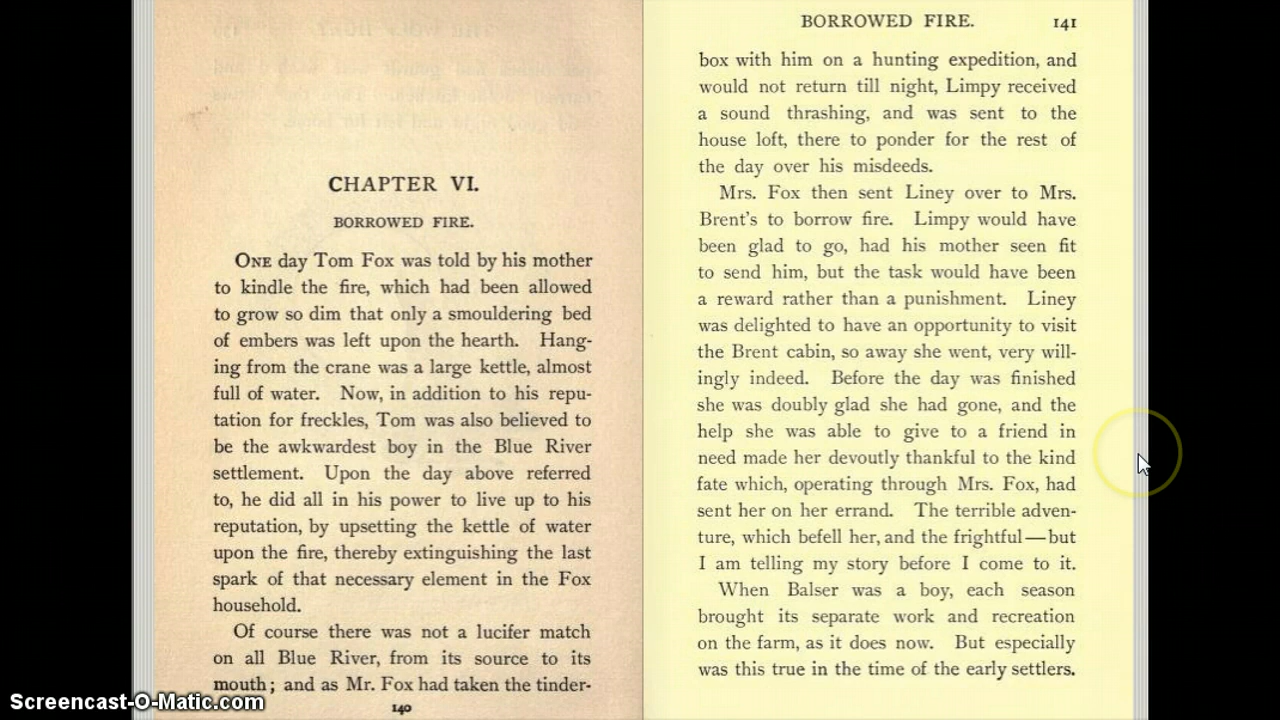 CHAPTER VI.
BORROWED FIRE.
ONE day Tom Fox was told by his mother
to kindle the fire, which had been allowed
to grow so dim that only a smouldering bed
of embers was left upon the hearth. Hang-
ing from the crane was a large kettle, almost
full of water. Now, in addition to his repu-
tation for freckles, Tom was also believed to
be the awkwardest boy in the Blue River
settlement. Upon the day above referred
to, he did all in his power to live up to his
reputation, by upsetting the kettle of water
upon the fire, thereby extinguishing the last
spark of that necessary element in the Fox
household.
Of course there was not a lucifer match
on all Blue River, from its source to its
mouth; and as Mr. Fox had taken the tinder-
140
BORROWED FIRE. 141
box with him on a hunting expedition, and
would not return till night, Limpy received
a sound thrashing, and was sent to the
house loft, there to ponder for the rest of
the day over his misdeeds.
Mrs. Fox then sent Liney over to Mrs.
Brent's to borrow fire. Limpy would have
been glad to go, had his mother seen fit
to send him, but the task would have been
a reward rather than a punishment. Liney
was delighted to have an opportunity to visit
the Brent cabin, so away she went, very will-
ingly indeed. Before the day was finished
she was doubly glad she had gone, and the
help she was able to give to a friend in
need made her devoutly thankful to the kind
fate which, operating through Mrs. Fox, had
sent her on her errand. The terrible adven-
ture, which befell her, and the frightful—but
I am telling my story before I come to it.
When Balser was a boy, each season
brought its separate work and recreation
on the farm, as it does now. But especially
was this true in the time of the early settlers.
Screencast-O-Matic.com